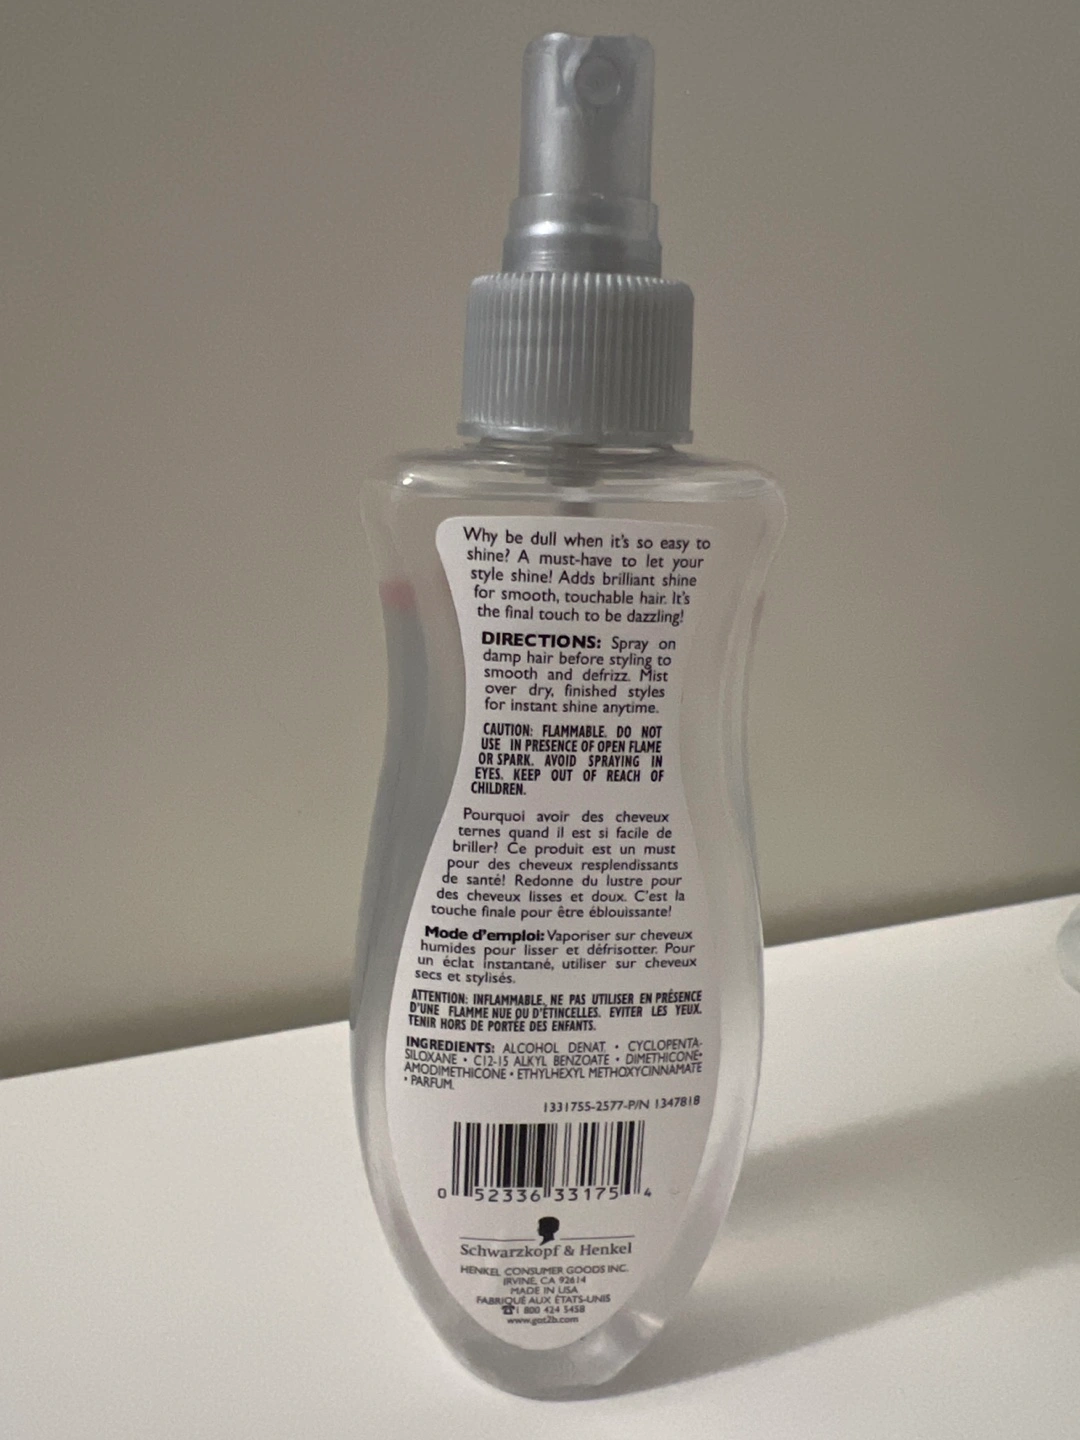 Why be dull when it's so easy to
shine? A must-have to let your
style shine! Adds brilliant shine
for smooth, touchable hair. It's
the final touch to be dazzling!
DIRECTIONS: Spray on
damp hair before styling to
smooth and defrizz. Mist
over dry, finished styles
for instant shine anytime.
CAUTION: FLAMMABLE. DO NOT
USE IN PRESENCE OF OPEN FLAME
OR SPARK. AVOID SPRAYING IN
EYES. KEEP OUT OF REACH OF
CHILDREN.
Pourquoi avoir des cheveux
ternes quand il est si facile de
briller? Ce produit est un must
pour des cheveux resplendissants
de santé! Redonne du lustre pour
des cheveux lisses et doux. C'est la
touche finale pour être éblouissante!
Mode d'emploi: Vaporiser sur cheveux
humides pour lisser et défrisotter. Pour
un éclat instantané, utiliser sur cheveux
secs et stylisés.
ATTENTION: INFLAMMABLE, NE PAS UTILISER EN PRÉSENCE
D'UNE FLAMME NUE OU D'ÉTINCELLES. EVITER LES YEUX.
TENIR HORS DE PORTÉE DES ENFANTS.
INGREDIENTS: ALCOHOL DENAT. • CYCLOPENTA-
SILOXANE • C12-15 ALKYL BENZOATE • DIMETHICONE•
AMODIMETHICONE • ETHYLHEXYL METHOXYCINNAMATE
• PARFUM.
1331755-2577-P/N 1347818
0 52336 33175 4
Schwarzkopf & Henkel
HENKEL CONSUMER GOODS INC.
IRVINE, CA 92614
MADE IN USA
FABRIQUÉ AUX ÉTATS-UNIS
☎1 800 424 5458
www.got2b.com